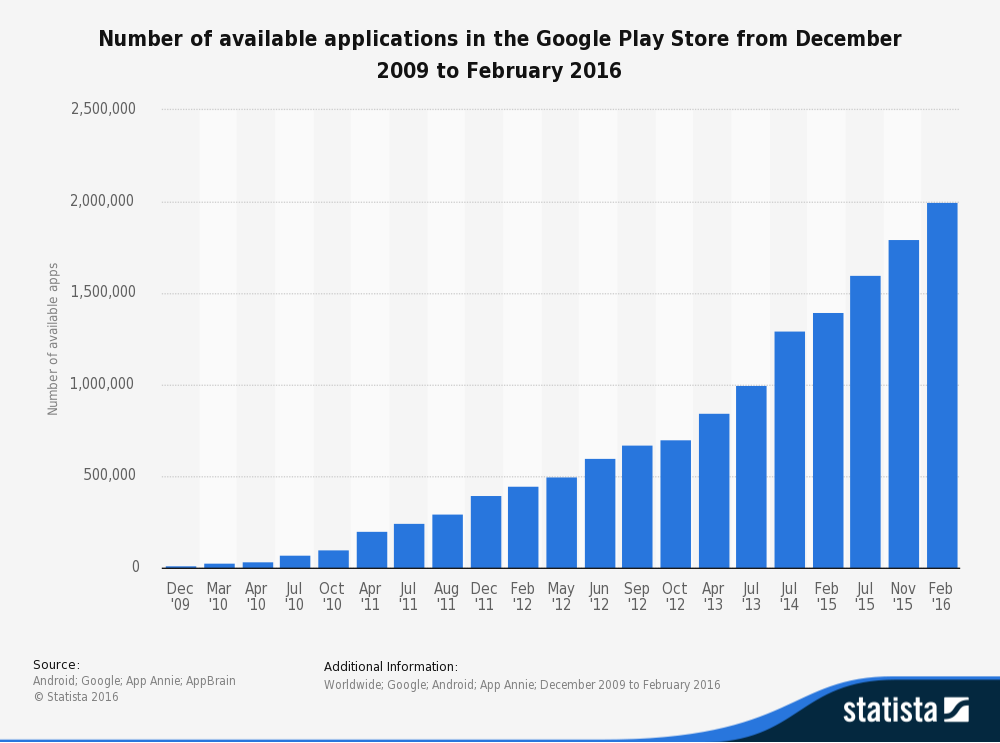 Number of available applications in the Google Play Store from December
2009 to February 2016
2,500,000
2,000,000
1,500,000
1,000,000
500,000
0
Number of available apps
Dec Mar Apr Jul Oct Apr Jul Aug Dec Feb May Jun Sep Oct Apr Jul Jul Feb Jul Nov Feb
'09 '10 '10 '10 '10 '11 '11 '11 '11 '12 '12 '12 '12 '12 '13 '13 '14 '15 '15 '15 '16
Source:
Android; Google; App Annie; AppBrain
© Statista 2016
Additional Information:
Worldwide; Google; Android; App Annie; December 2009 to February 2016
statista